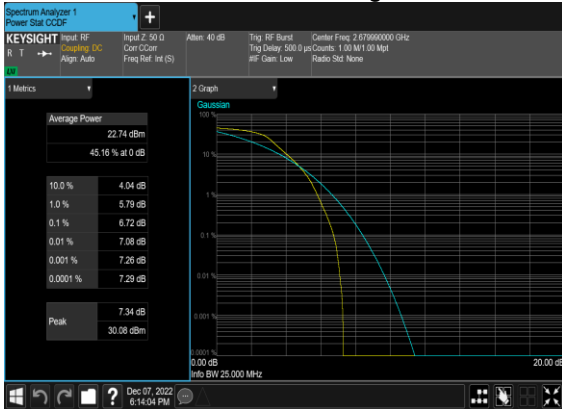 Spectrum Analyzer 1
Power Stat CCDF
+
KEYSIGHT
R T
Input: RF
Coupling: DC
Align: Auto
Input Z: 50 Ω
Corr CCorr
Freq Ref: Int (S)
Atten: 40 dB
Trig: RF Burst
Trig Delay: 500.0 µs
#IF Gain: Low
Center Freq: 2.679990000 GHz
Counts: 1.00 M/1.00 Mpt
Radio Std: None
1 Metrics
2 Graph
Average Power
22.74 dBm
45.16 % at 0 dB
10.0 % 4.04 dB
1.0 % 5.79 dB
0.1 % 6.72 dB
0.01 % 7.08 dB
0.001 % 7.26 dB
0.0001 % 7.29 dB
Peak
7.34 dB
30.08 dBm
Gaussian
100 %
10 %
1 %
0.1 %
0.01 %
0.001 %
0.0001 %
0.00 dB
20.00 dB
Info BW 25.000 MHz
?
Dec 07, 2022
6:14:04 PM